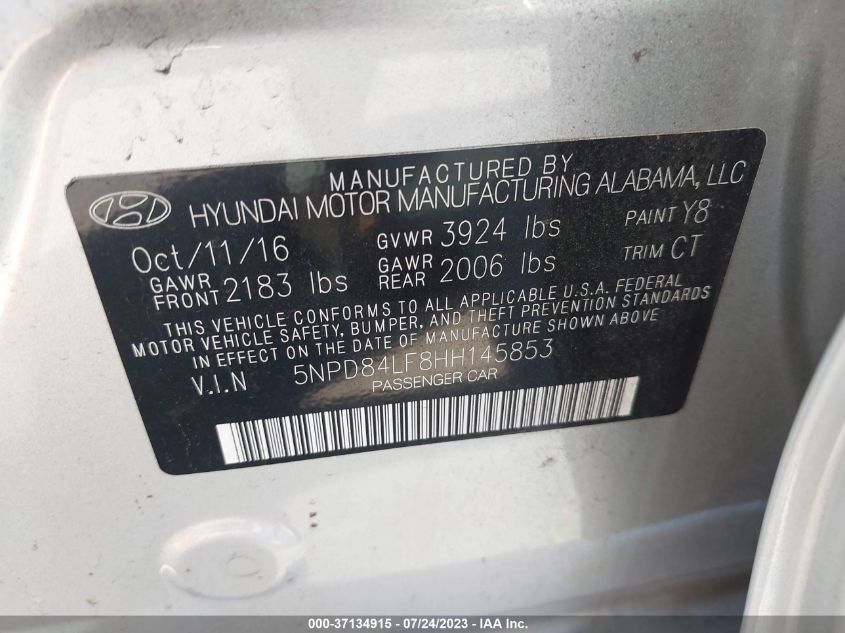 MANUFACTURED BY
HYUNDAI MOTOR MANUFACTURING ALABAMA, LLC
Oct/11/16 GVWR 3924 lbs PAINT Y8
GAWR FRONT 2183 lbs GAWR REAR 2006 lbs TRIM CT
THIS VEHICLE CONFORMS TO ALL APPLICABLE U.S.A. FEDERAL
MOTOR VEHICLE SAFETY, BUMPER, AND THEFT PREVENTION STANDARDS
IN EFFECT ON THE DATE OF MANUFACTURE SHOWN ABOVE
V.I.N 5NPD84LF8HH145853
PASSENGER CAR
000-37134915 - 07/24/2023 -